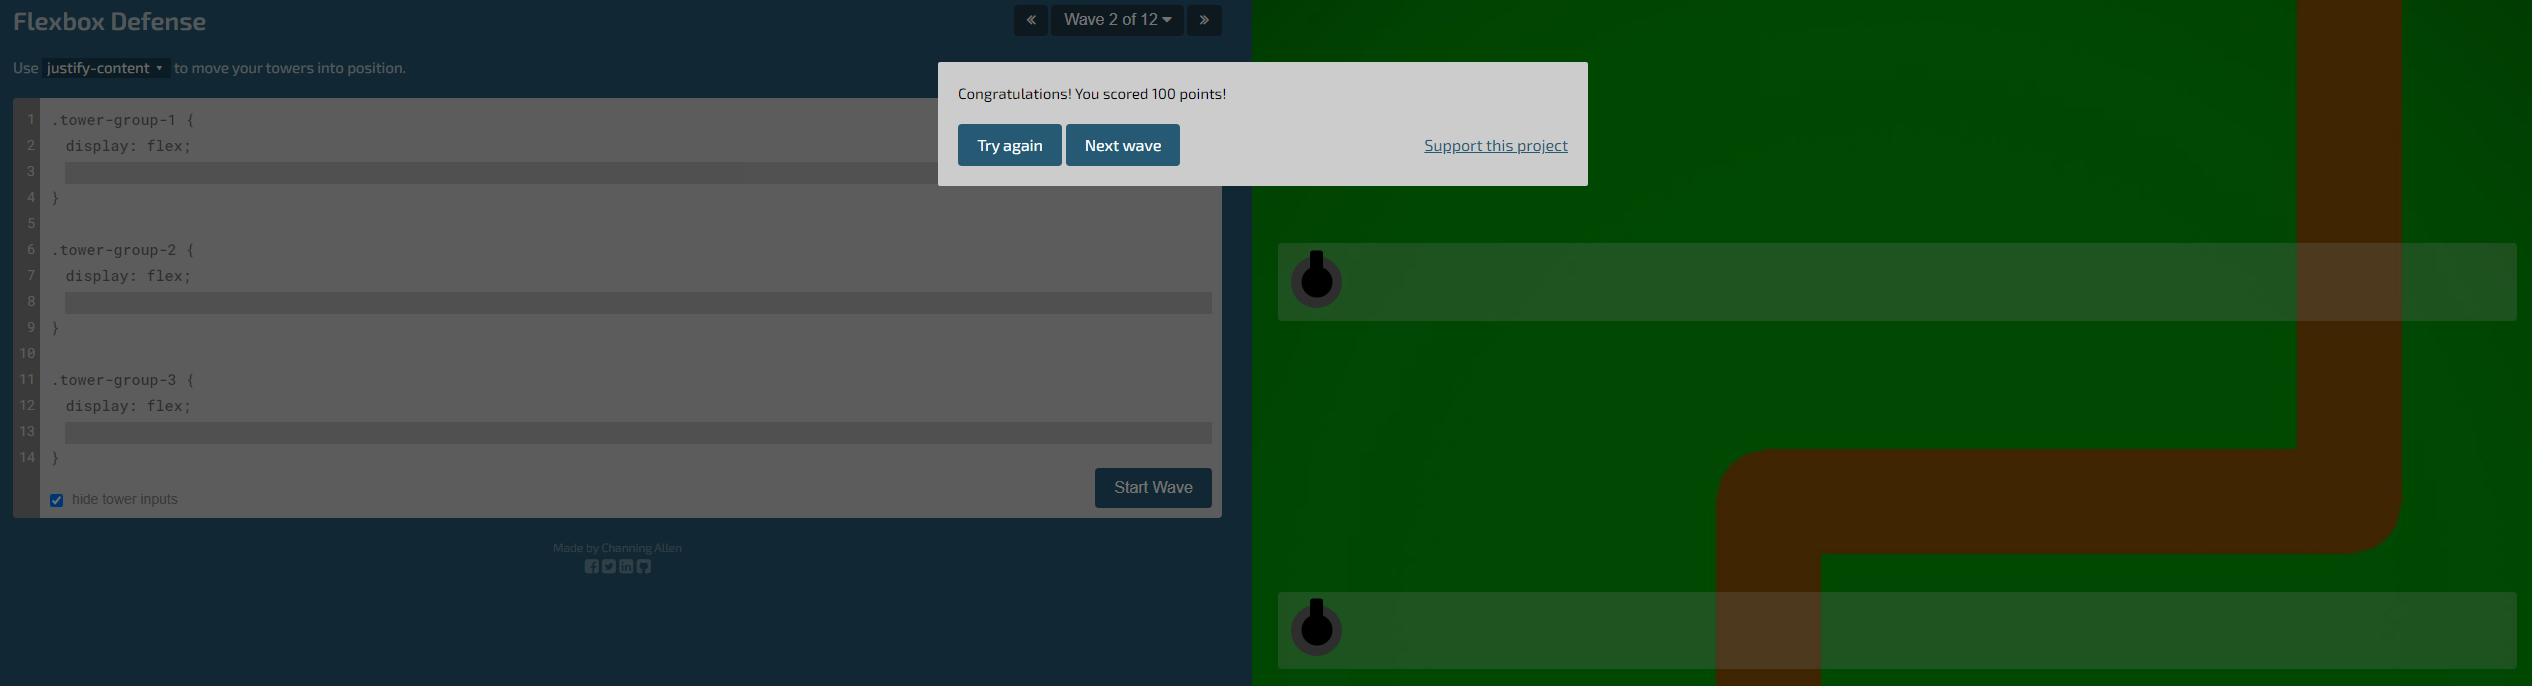 Flexbox Defense
« Wave 2 of 12 »
Use justify-content to move your towers into position.
Congratulations! You scored 100 points!
Try again Next wave Support this project
1 .tower-group-1 {
2 display: flex;
3
4 }
5
6 .tower-group-2 {
7 display: flex;
8
9 }
10
11 .tower-group-3 {
12 display: flex;
13
14 }
hide tower inputs
Start Wave
Made by Channing Allen